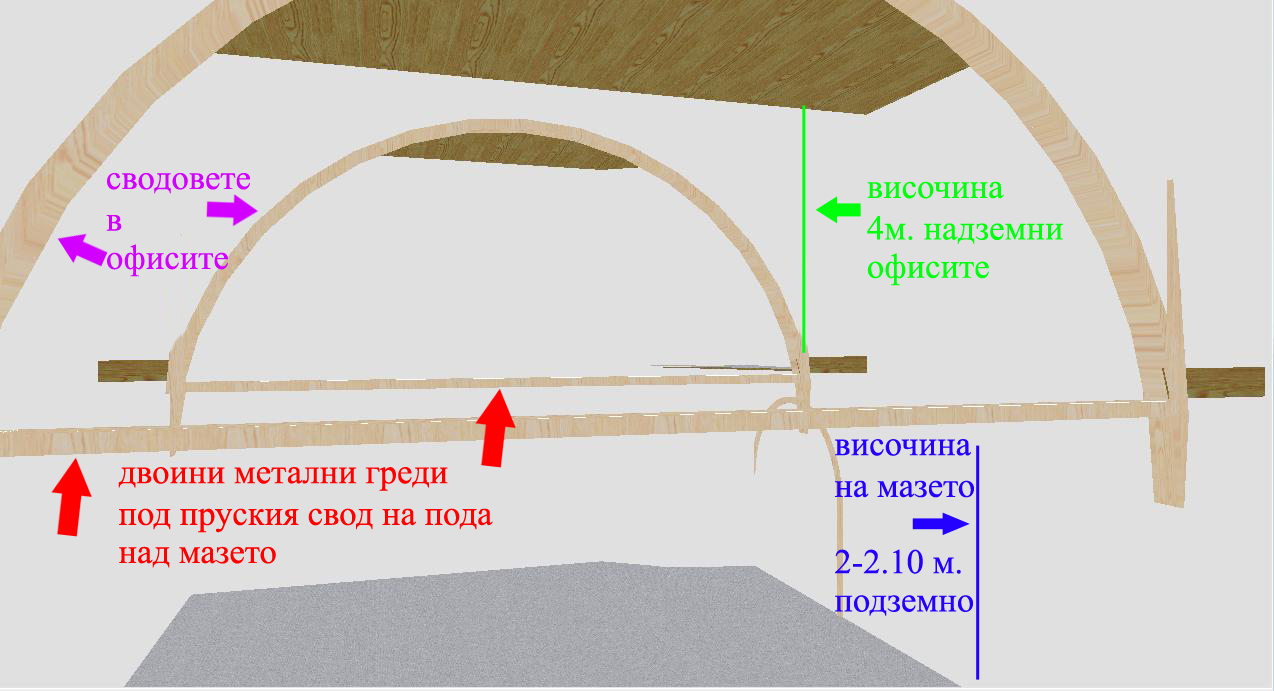 сводовете
в
офисите
височина
4м. надземни
офисите
двоини метални греди
под пруския свод на пода
над мазето
височина
на мазето
2-2.10 м.
подземно